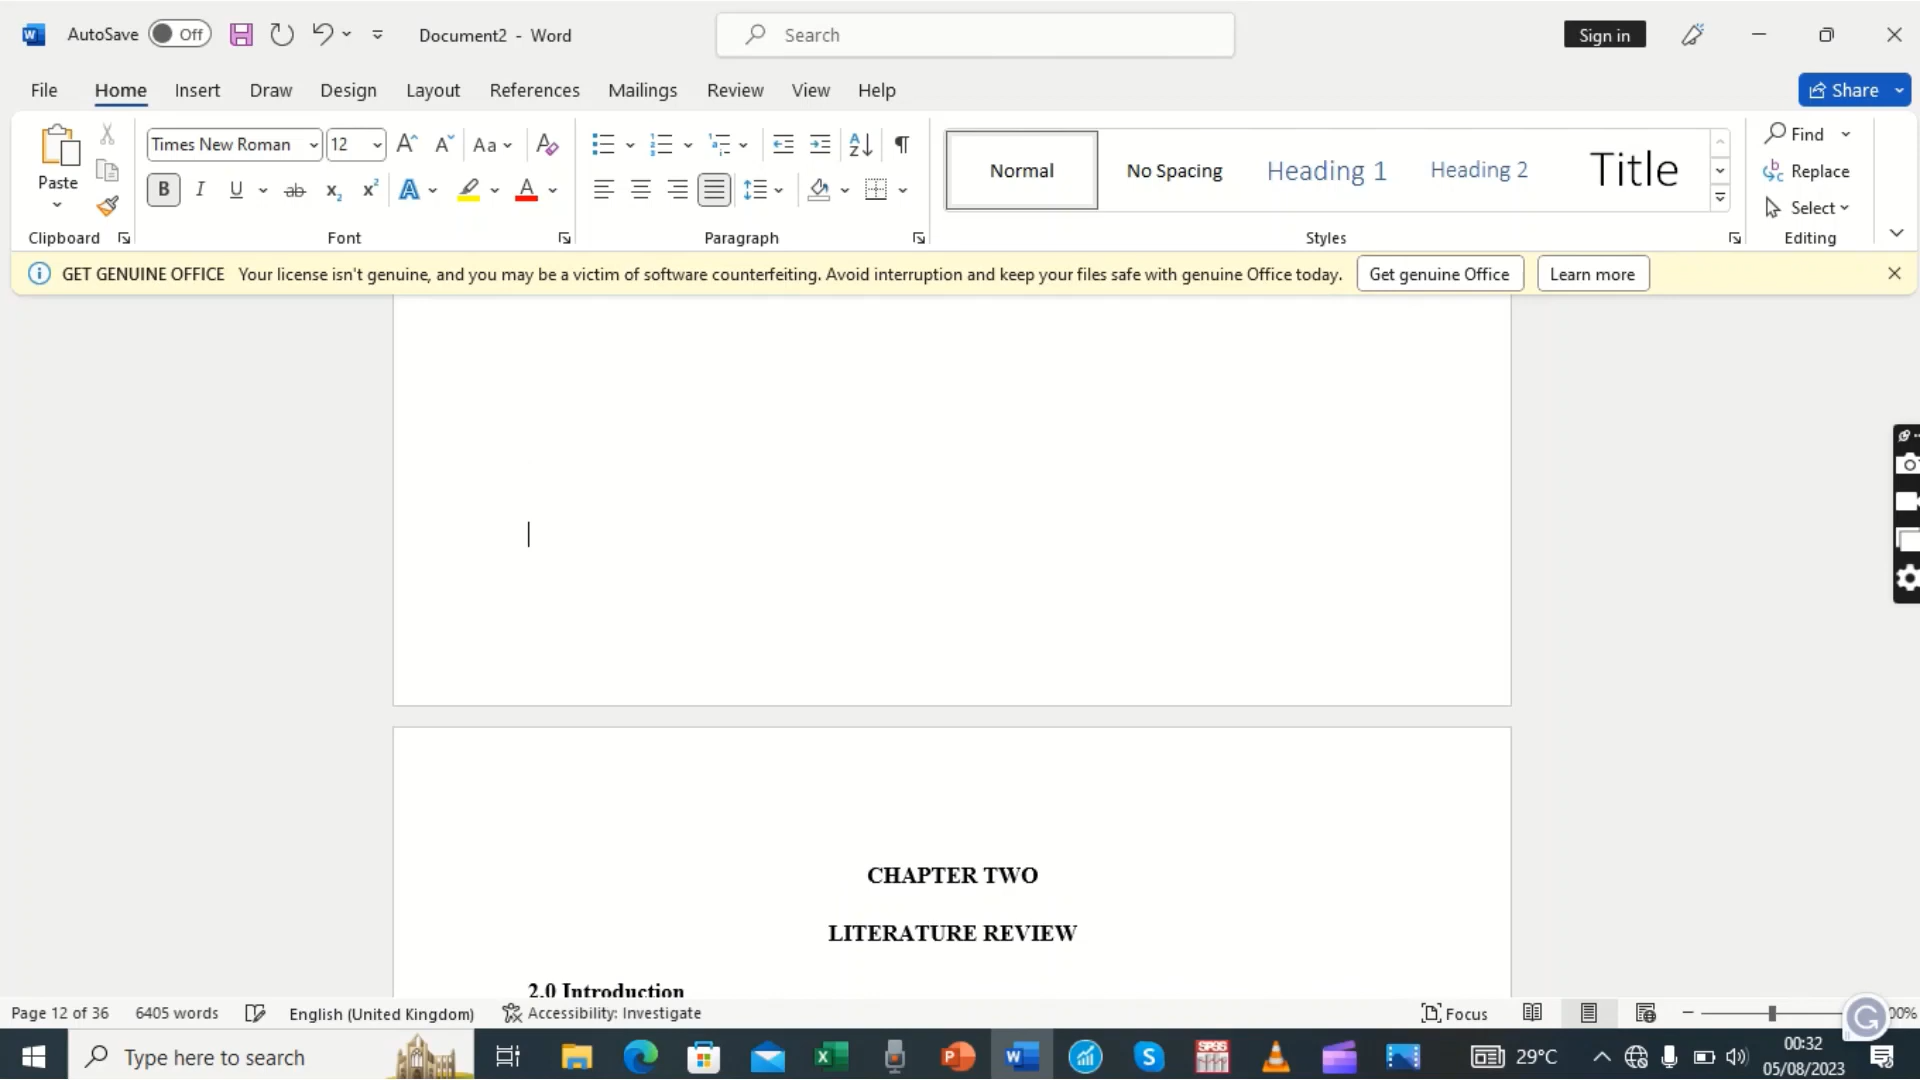 AutoSave Off Document2 - Word Search Sign in
File Home Insert Draw Design Layout References Mailings Review View Help Share
Paste Times New Roman 12 Normal No Spacing Heading 1 Heading 2 Title Find
Replace
Select
Clipboard Font Paragraph Styles Editing
GET GENUINE OFFICE Your license isn't genuine, and you may be a victim of software counterfeiting. Avoid interruption and keep your files safe with genuine Office today. Get genuine Office Learn more
CHAPTER TWO
LITERATURE REVIEW
2.0 Introduction
Page 12 of 36 6405 words English (United Kingdom) Accessibility: Investigate Focus 00%
Type here to search 29°C 00:32
05/08/2023